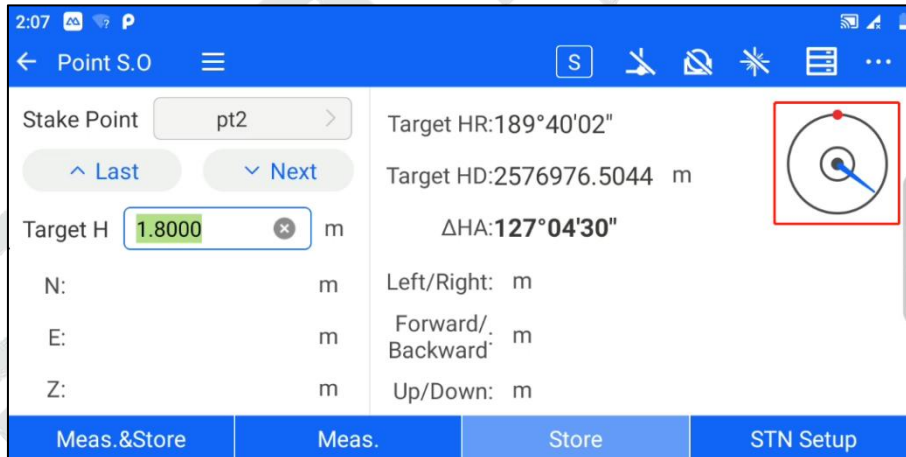 2:07
Point S.O
S
Stake Point pt2
Last Next
Target H 1.8000 m
N: m
E: m
Z: m
Target HR:189°40'02"
Target HD:2576976.5044 m
ΔHA:127°04'30"
Left/Right: m
Forward/
Backward: m
Up/Down: m
Meas.&Store Meas. Store STN Setup